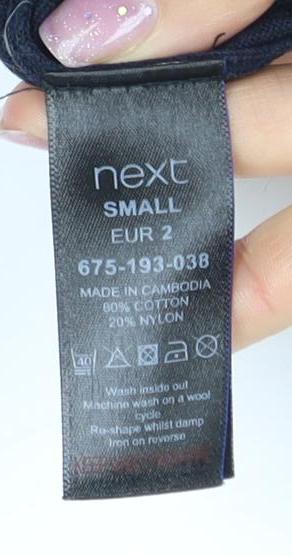 next
SMALL
EUR 2
675-193-038
MADE IN CAMBODIA
80% COTTON
20% NYLON
40
Wash inside out
Machine wash on a wool
cycle
Re-shape whilst damp
Iron on reverse